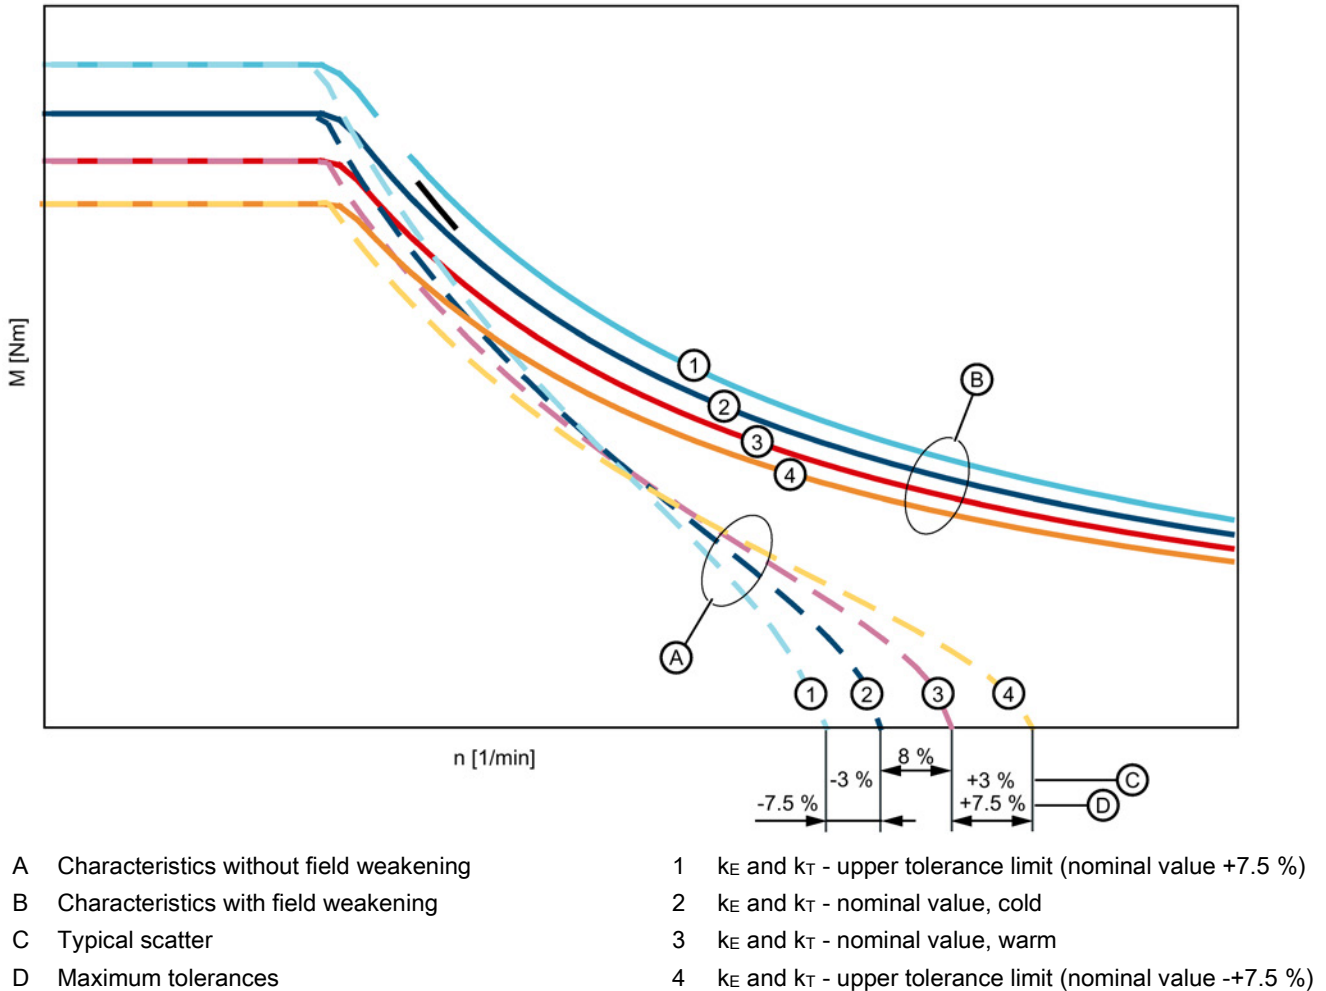 M [Nm]
1
2
3
4
B
A
1
2
3
4
n [1/min]
8 %
-3 %
+3 %
C
-7.5 %
+7.5 %
D
A Characteristics without field weakening
B Characteristics with field weakening
C Typical scatter
D Maximum tolerances
1 kE and kT - upper tolerance limit (nominal value +7.5 %)
2 kE and kT - nominal value, cold
3 kE and kT - nominal value, warm
4 kE and kT - upper tolerance limit (nominal value -+7.5 %)